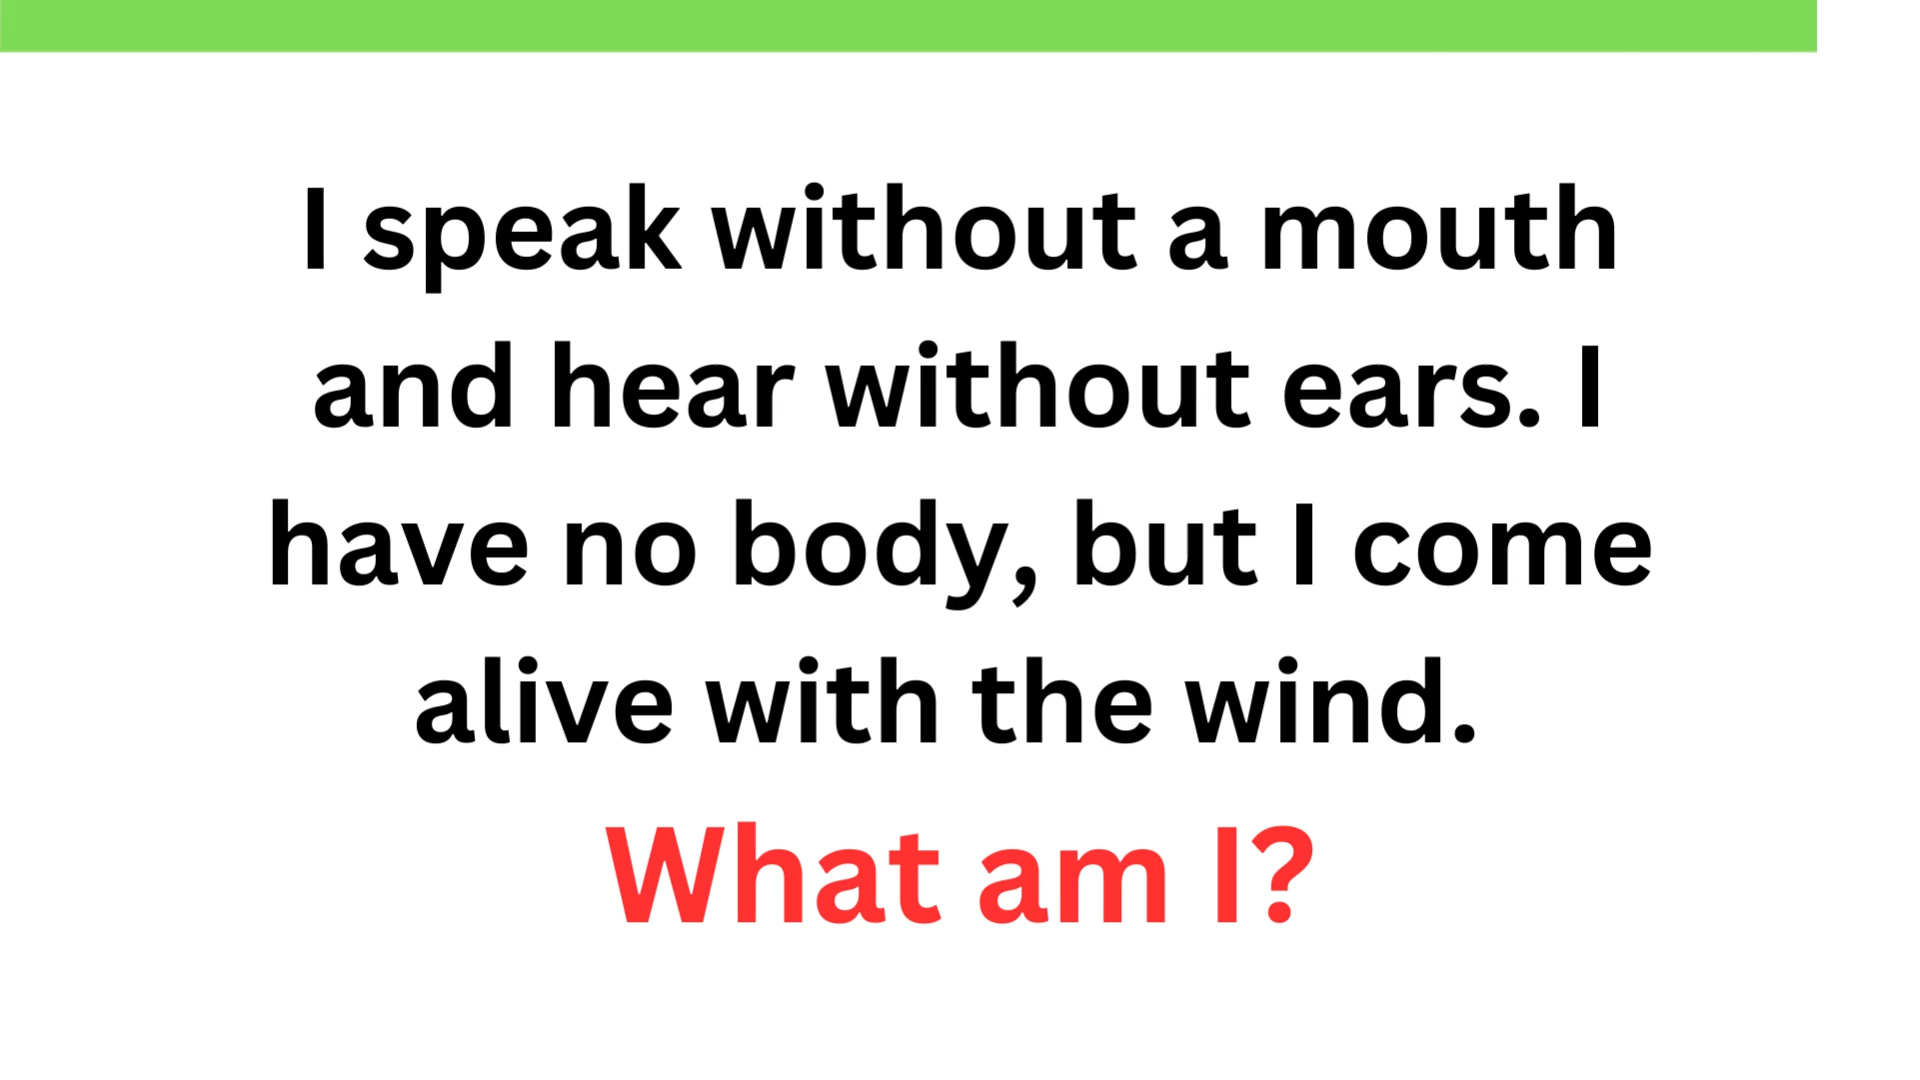 I speak without a mouth
and hear without ears. I
have no body, but I come
alive with the wind.
What am I?